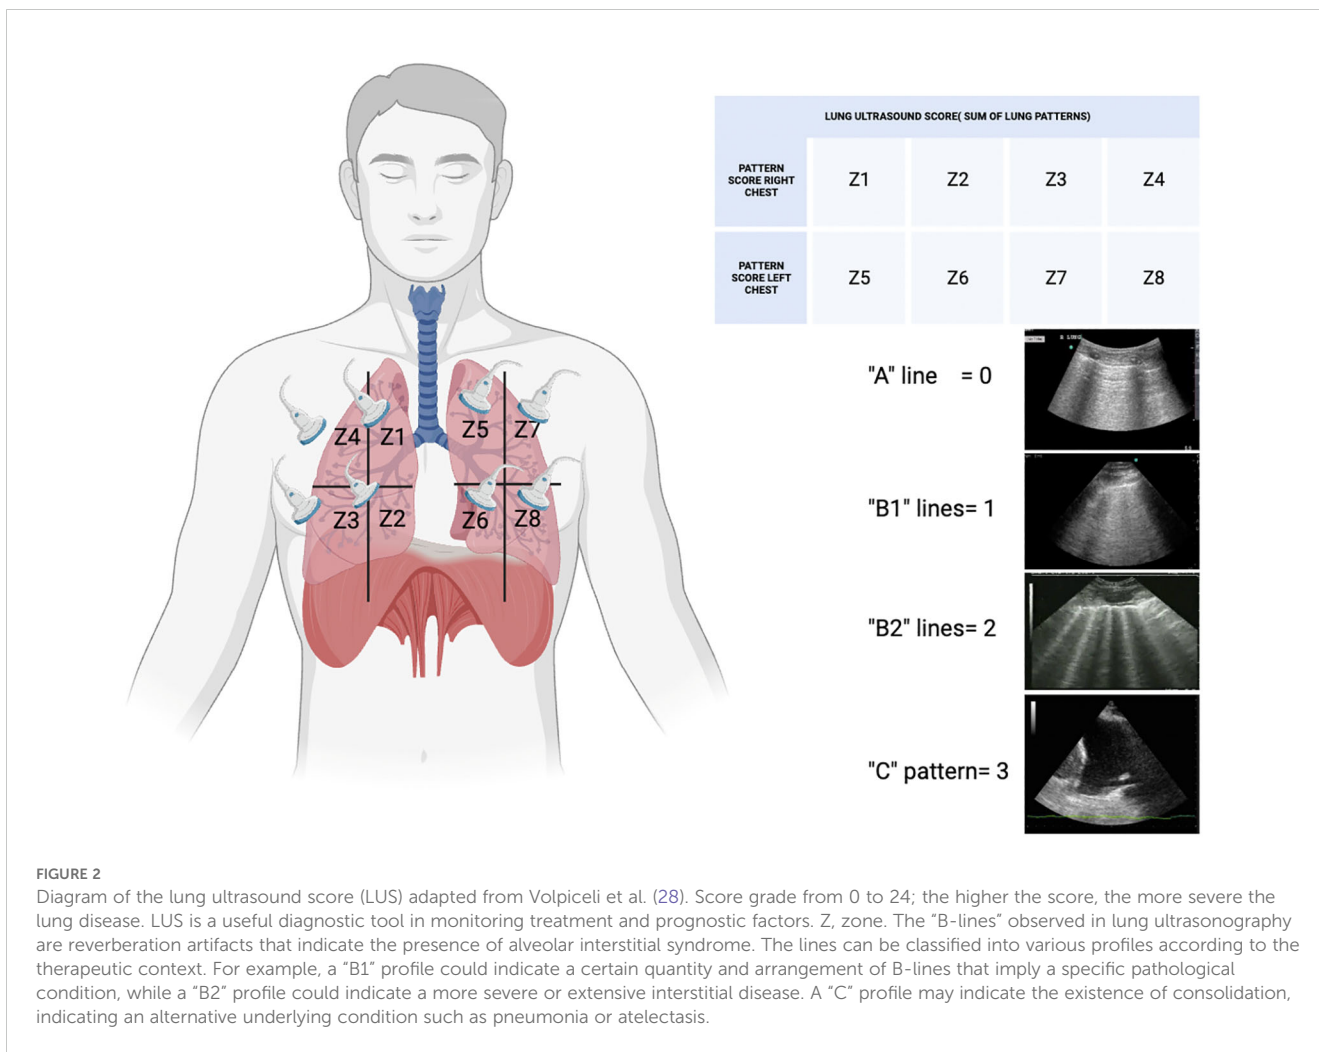 LUNG ULTRASOUND SCORE( SUM OF LUNG PATTERNS)
PATTERN
SCORE RIGHT
CHEST
Z1
Z2
Z3
Z4
PATTERN
SCORE LEFT
CHEST
Z5
Z6
Z7
Z8
Z4
Z1
Z5
Z7
Z3
Z2
Z6
Z8
"A" line = 0
"B1" lines= 1
"B2" lines= 2
"C" pattern= 3
R LUNG
FIGURE 2
Diagram of the lung ultrasound score (LUS) adapted from Volpiceli et al. (28). Score grade from 0 to 24; the higher the score, the more severe the
lung disease. LUS is a useful diagnostic tool in monitoring treatment and prognostic factors. Z, zone. The “B-lines” observed in lung ultrasonography
are reverberation artifacts that indicate the presence of alveolar interstitial syndrome. The lines can be classified into various profiles according to the
therapeutic context. For example, a “B1” profile could indicate a certain quantity and arrangement of B-lines that imply a specific pathological
condition, while a “B2” profile could indicate a more severe or extensive interstitial disease. A “C” profile may indicate the existence of consolidation,
indicating an alternative underlying condition such as pneumonia or atelectasis.